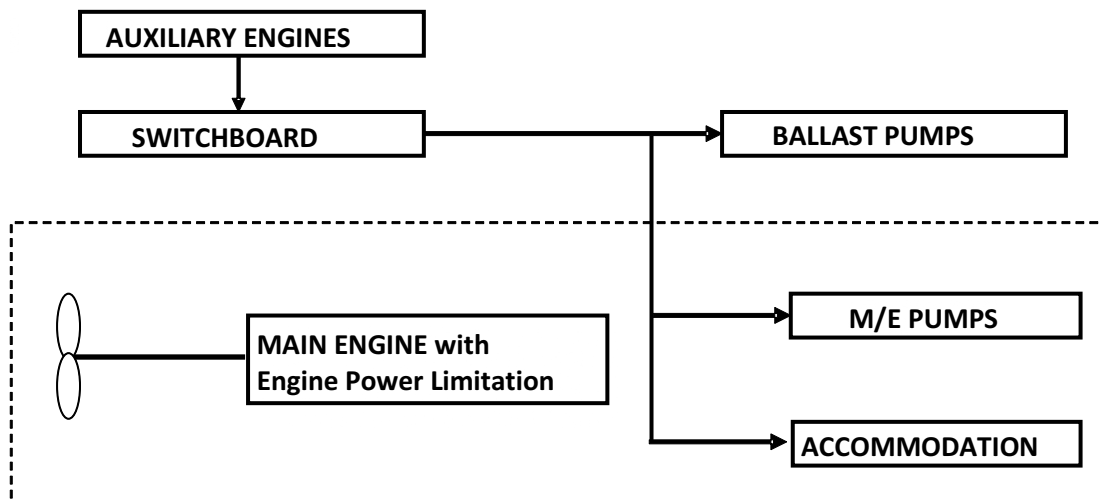 AUXILIARY ENGINES
SWITCHBOARD
BALLAST PUMPS
M/E PUMPS
MAIN ENGINE with
Engine Power Limitation
ACCOMMODATION